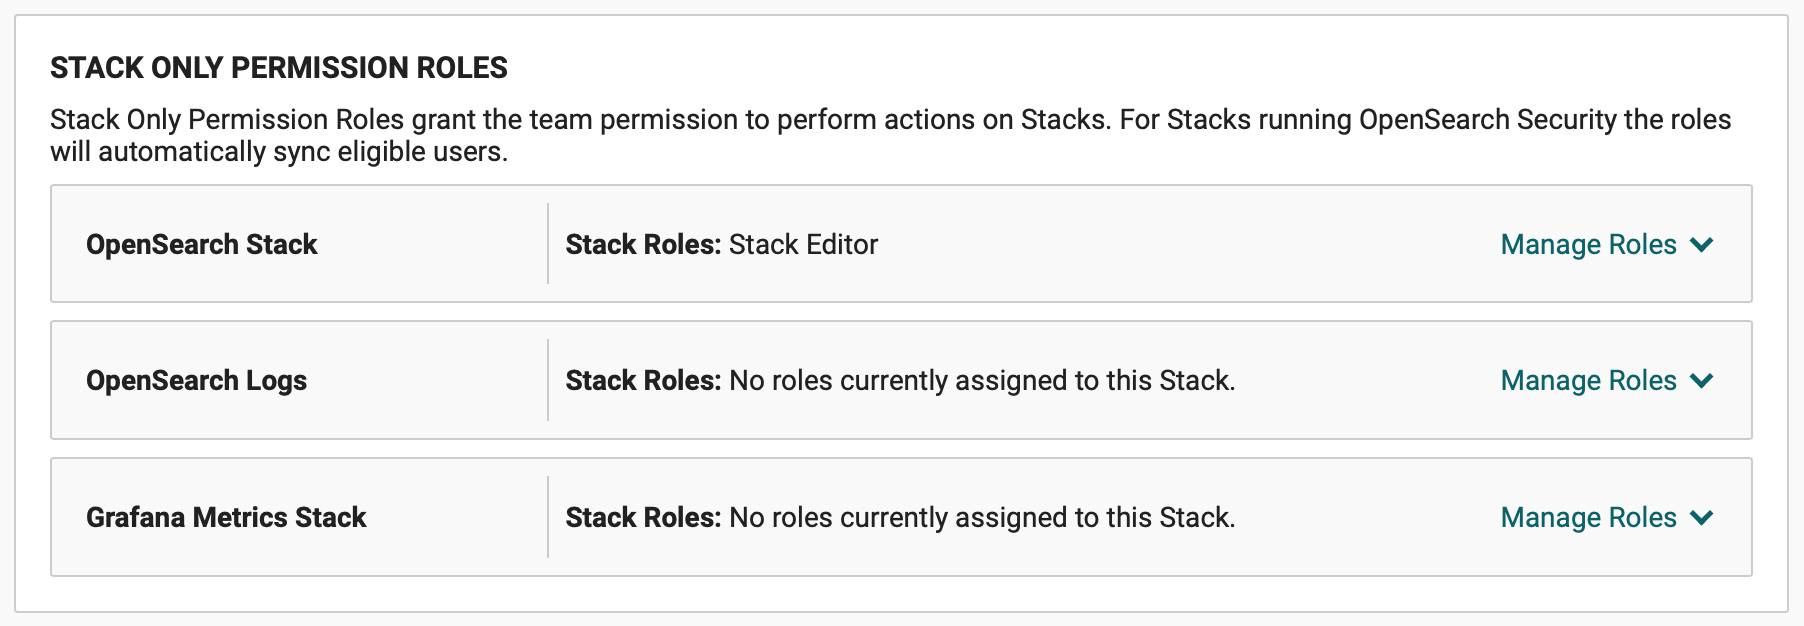 STACK ONLY PERMISSION ROLES
Stack Only Permission Roles grant the team permission to perform actions on Stacks. For Stacks running OpenSearch Security the roles
will automatically sync eligible users.
OpenSearch Stack Stack Roles: Stack Editor Manage Roles
OpenSearch Logs Stack Roles: No roles currently assigned to this Stack. Manage Roles
Grafana Metrics Stack Stack Roles: No roles currently assigned to this Stack. Manage Roles